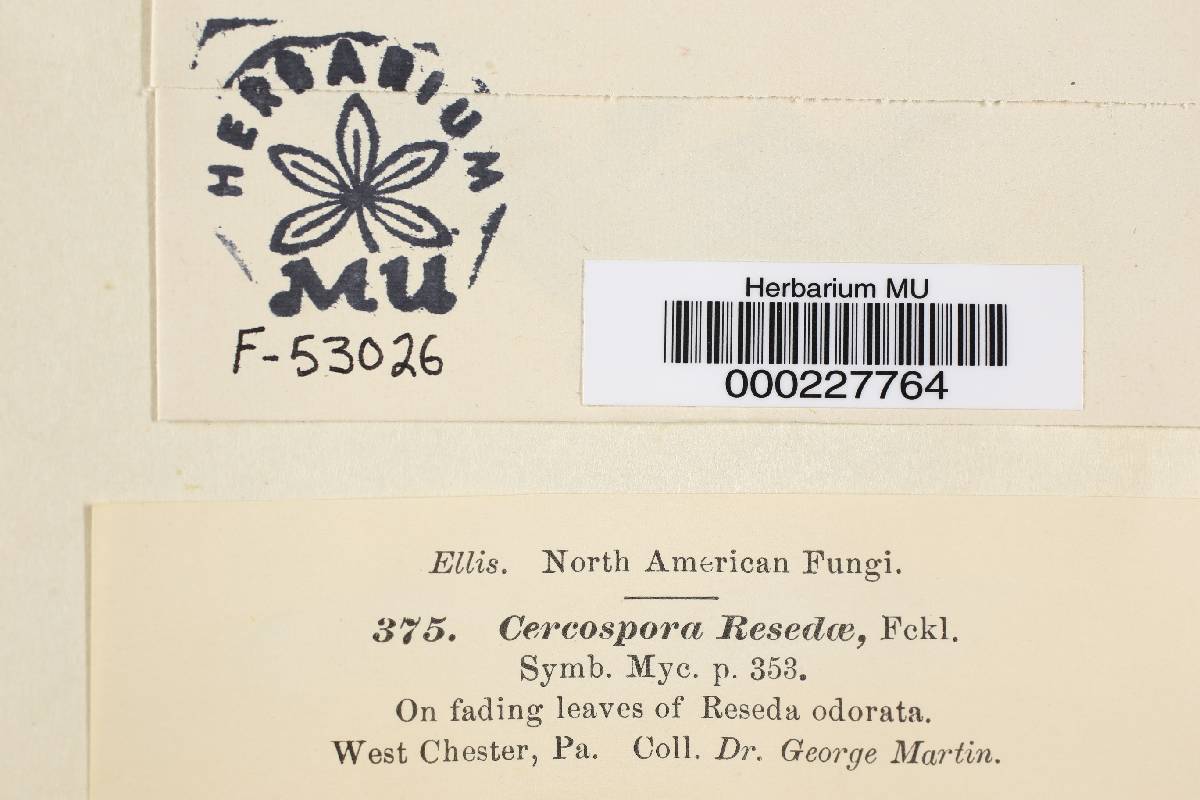 HERBARIUM
MU
F-53026
Herbarium MU
000227764
Ellis. North American Fungi.
375. Cercospora Resedæ, Fckl.
Symb. Myc. p. 353.
On fading leaves of Reseda odorata.
West Chester, Pa. Coll. Dr. George Martin.